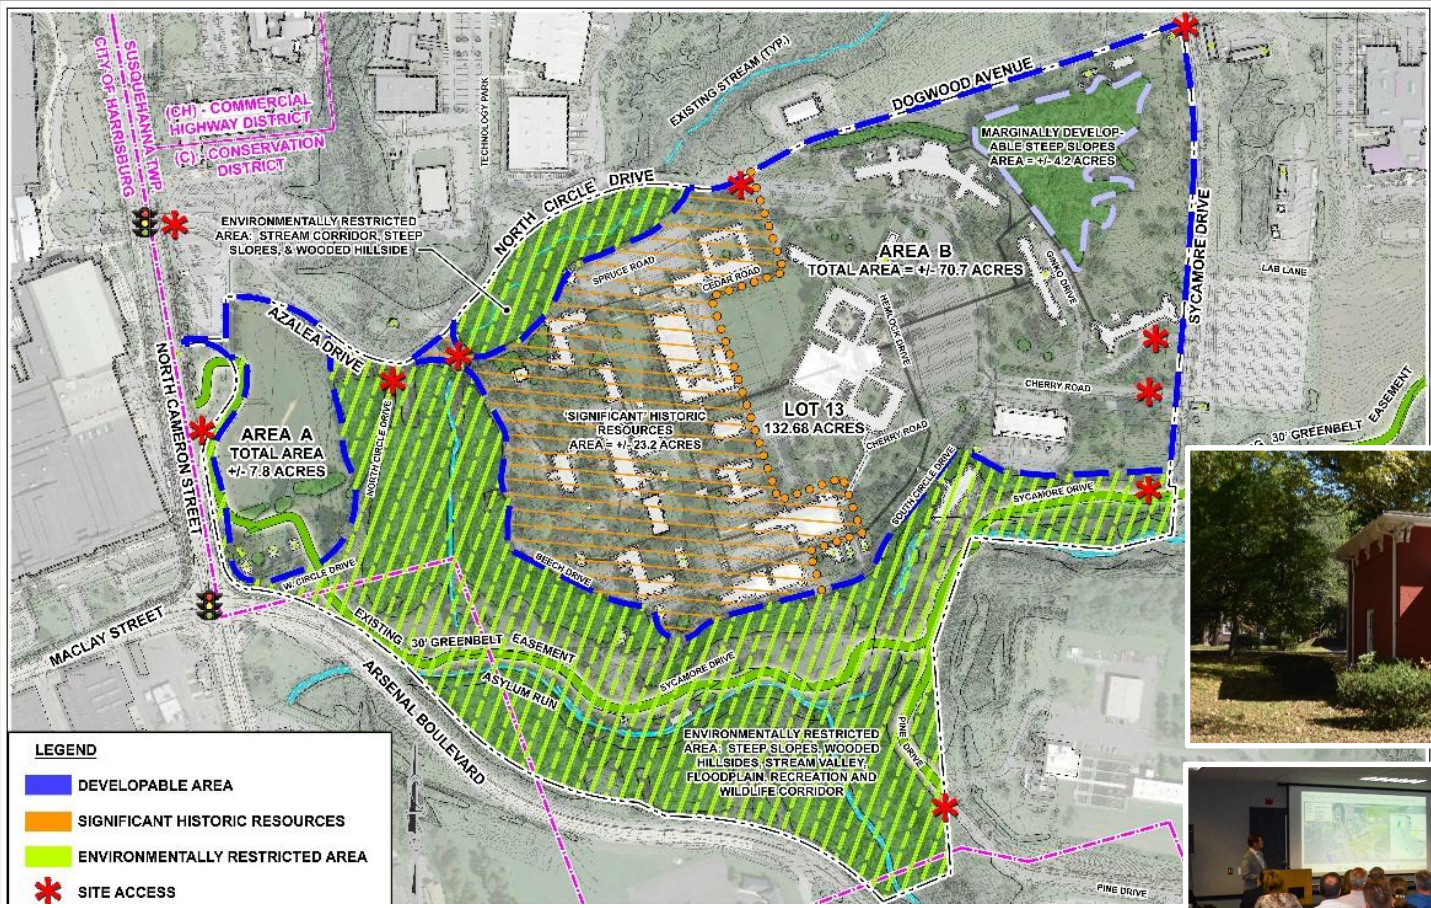 SUSQUEHANNA TWP.
CITY OF HARRISBURG
(CH) - COMMERCIAL
HIGHWAY DISTRICT
(C) - CONSERVATION
DISTRICT
TECHNOLOGY PARK
EXISTING STREAM (TYP.)
DOGWOOD AVENUE
MARGINALLY DEVELOP-
ABLE STEEP SLOPES
AREA = +/- 4.2 ACRES
NORTH CIRCLE DRIVE
ENVIRONMENTALLY RESTRICTED
AREA: STREAM CORRIDOR, STEEP
SLOPES, & WOODED HILLSIDE
SPRUCE ROAD
CEDAR ROAD
AREA B
TOTAL AREA = +/- 70.7 ACRES
GINKO DRIVE
SYCAMORE DRIVE
LAB LANE
HEMLOCK DRIVE
AZALEA DRIVE
NORTH CAMERON STREET
NORTH CIRCLE DRIVE
AREA A
TOTAL AREA
+/- 7.8 ACRES
'SIGNIFICANT' HISTORIC
RESOURCES
AREA = +/- 23.2 ACRES
LOT 13
132.68 ACRES
CHERRY ROAD
CHERRY ROAD
SOUTH CIRCLE DRIVE
SYCAMORE DRIVE
30' GREENBELT EASEMENT
W. CIRCLE DRIVE
BEECH DRIVE
MACLAY STREET
EXISTING 30' GREENBELT EASEMENT
ASYLUM RUN
SYCAMORE DRIVE
ARSENAL BOULEVARD
PINE DRIVE
ENVIRONMENTALLY RESTRICTED
AREA: STEEP SLOPES, WOODED
HILLSIDES, STREAM VALLEY,
FLOODPLAIN, RECREATION AND
WILDLIFE CORRIDOR
PINE DRIVE
LEGEND
DEVELOPABLE AREA
SIGNIFICANT HISTORIC RESOURCES
ENVIRONMENTALLY RESTRICTED AREA
SITE ACCESS